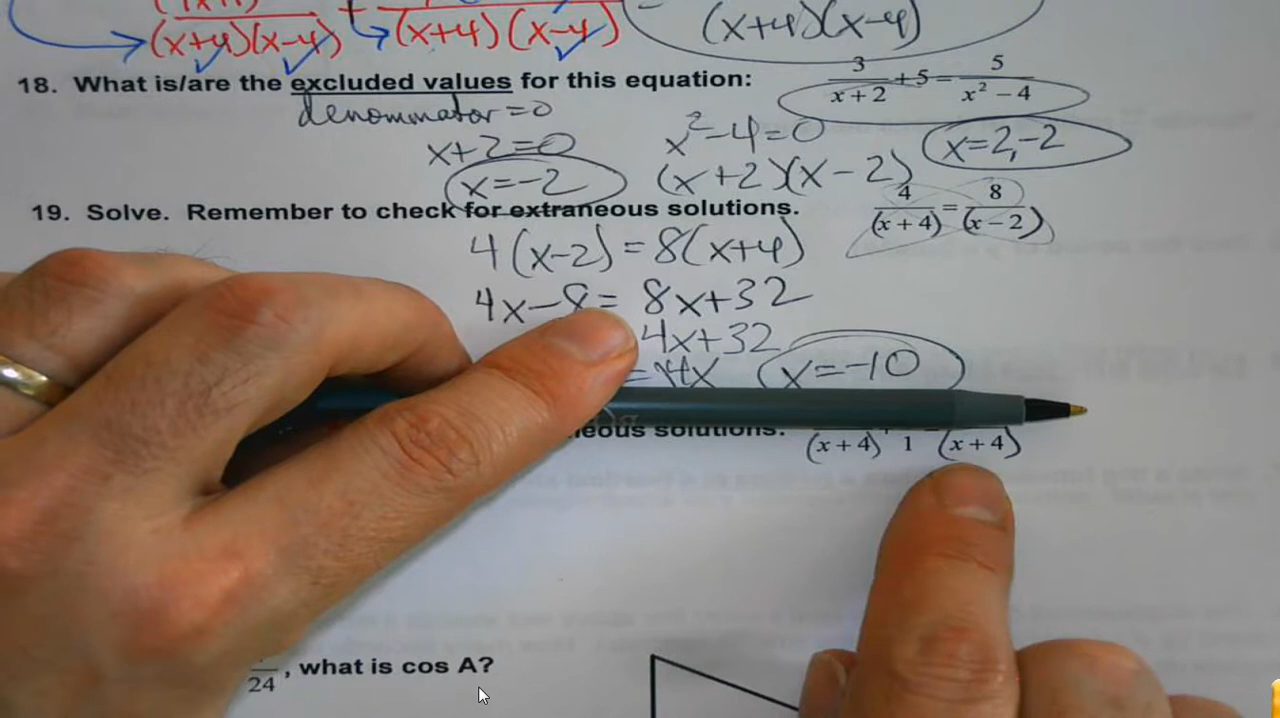 (x+4)(x-4) + (x+4)(x-4) = (x+4)(x-4)
18. What is/are the excluded values for this equation: 3/(x+2) + 5 = 5/(x² − 4)
denominator = 0
x+2=0 x²-4=0 x=2,-2
x=-2 (x+2)(x-2)
19. Solve. Remember to check for extraneous solutions. 4/(x+4) = 8/(x-2)
4(x-2)=8(x+4)
4x-8= 8x+32
4x+32
=4x x=-10
solutions. (x+4) + 1 = (x+4)
24, what is cos A?